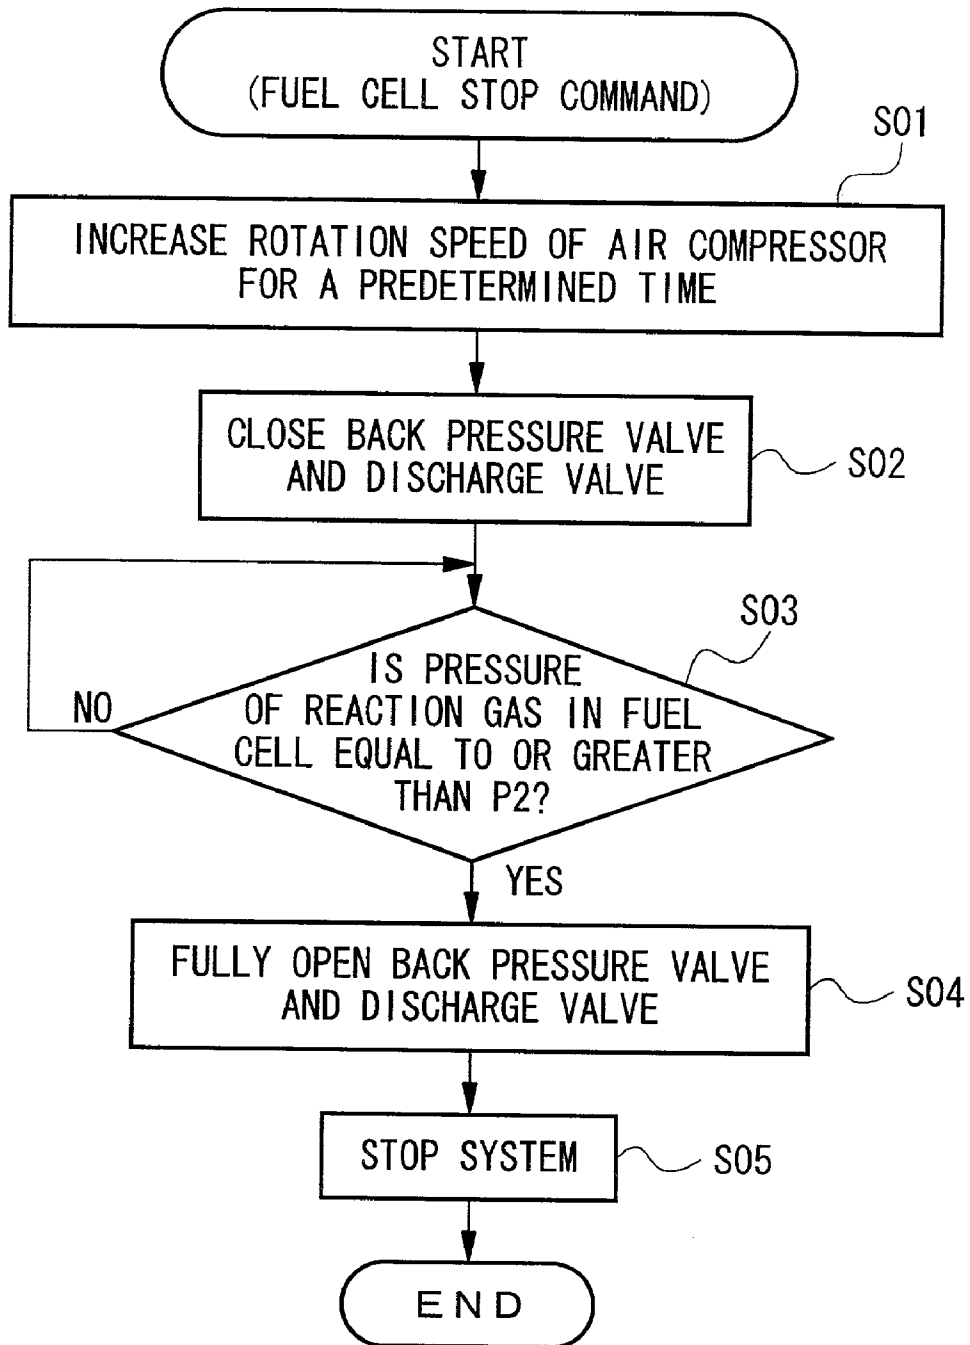 START
(FUEL CELL STOP COMMAND)
S01
INCREASE ROTATION SPEED OF AIR COMPRESSOR
FOR A PREDETERMINED TIME
CLOSE BACK PRESSURE VALVE
AND DISCHARGE VALVE
S02
S03
IS PRESSURE
OF REACTION GAS IN FUEL
CELL EQUAL TO OR GREATER
THAN P2?
NO
YES
FULLY OPEN BACK PRESSURE VALVE
AND DISCHARGE VALVE
S04
STOP SYSTEM
S05
END